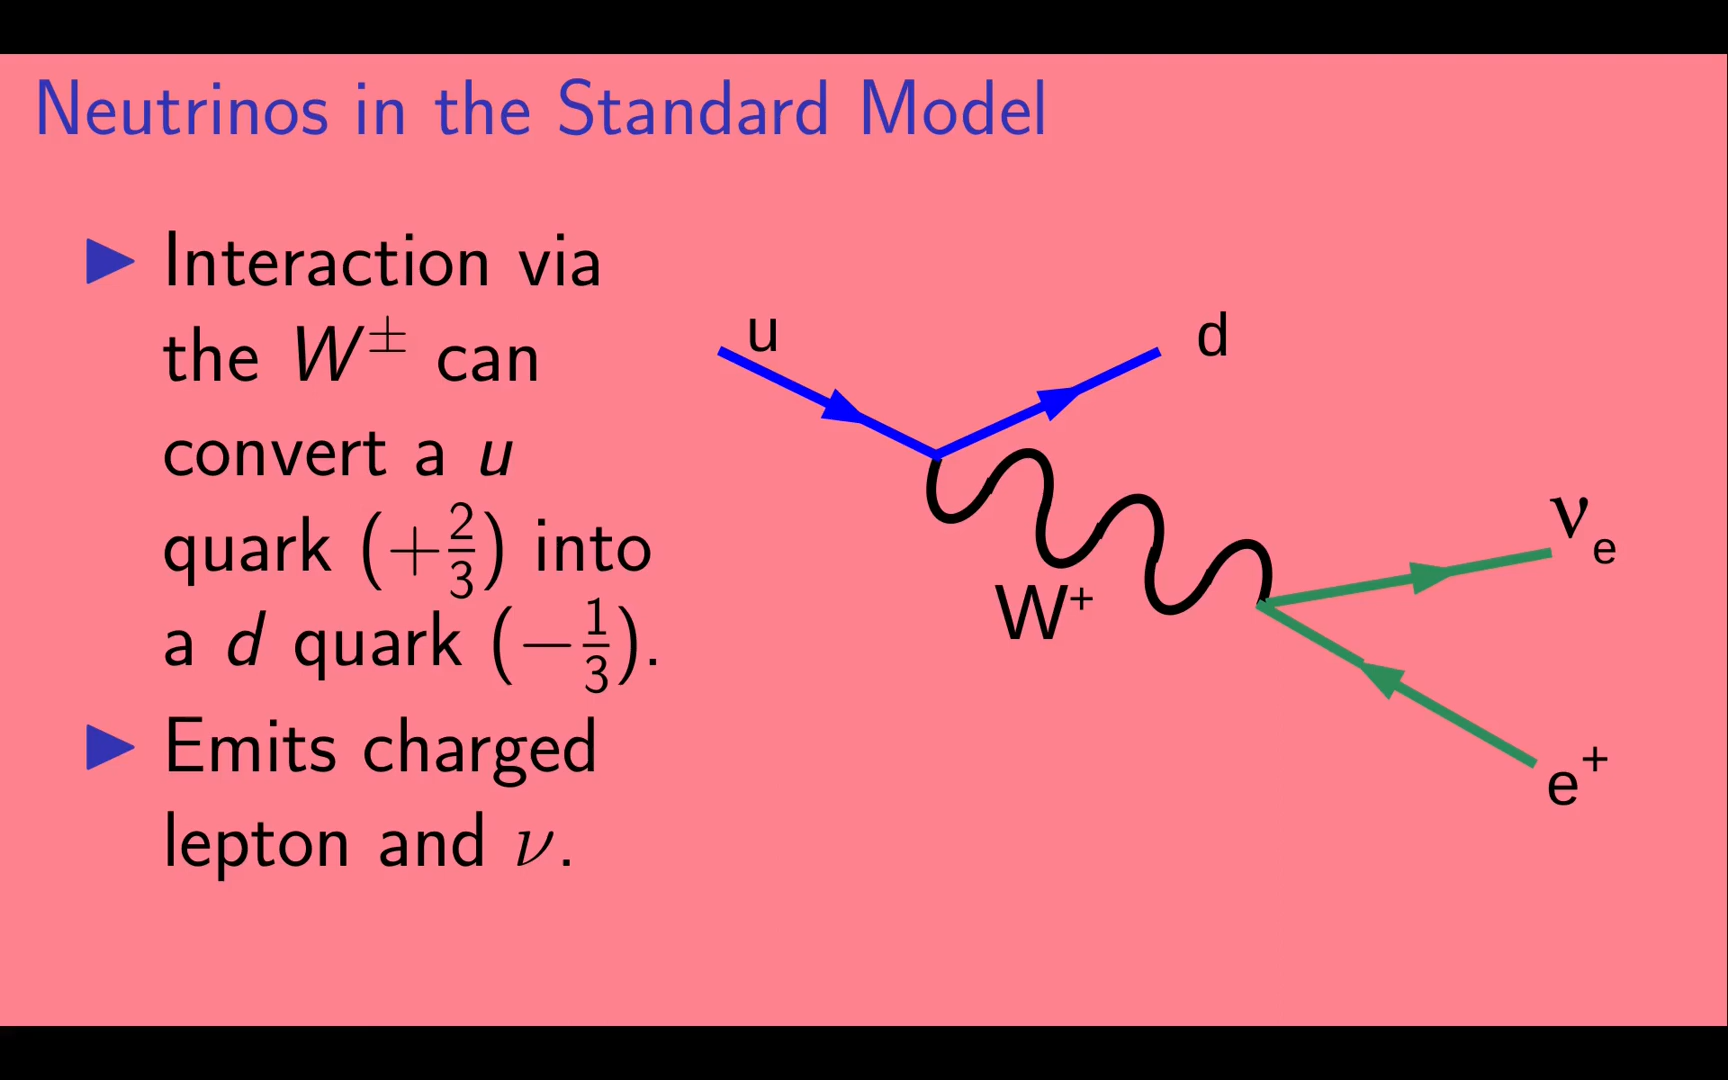 Neutrinos in the Standard Model
▶ Interaction via
the W± can
convert a u
quark (+2/3) into
a d quark (−1/3).
▶ Emits charged
lepton and ν.
u
d
νe
W⁺
e⁺